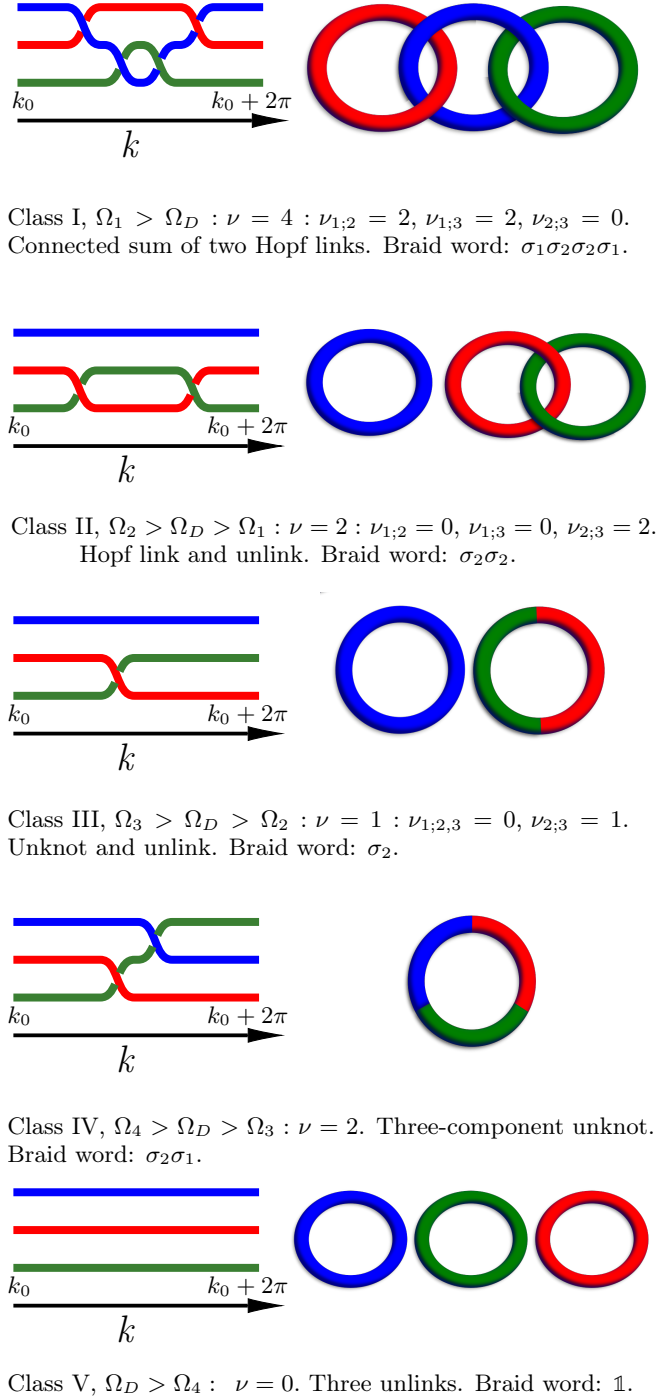 k₀ k₀ + 2π
k
Class I, Ω₁ > Ω_D : ν = 4 : ν₁;₂ = 2, ν₁;₃ = 2, ν₂;₃ = 0.
Connected sum of two Hopf links. Braid word: σ₁σ₂σ₂σ₁.
k₀ k₀ + 2π
k
Class II, Ω₂ > Ω_D > Ω₁ : ν = 2 : ν₁;₂ = 0, ν₁;₃ = 0, ν₂;₃ = 2.
Hopf link and unlink. Braid word: σ₂σ₂.
k₀ k₀ + 2π
k
Class III, Ω₃ > Ω_D > Ω₂ : ν = 1 : ν₁;₂,₃ = 0, ν₂;₃ = 1.
Unknot and unlink. Braid word: σ₂.
k₀ k₀ + 2π
k
Class IV, Ω₄ > Ω_D > Ω₃ : ν = 2. Three-component unknot.
Braid word: σ₂σ₁.
k₀ k₀ + 2π
k
Class V, Ω_D > Ω₄ : ν = 0. Three unlinks. Braid word: 𝟙.